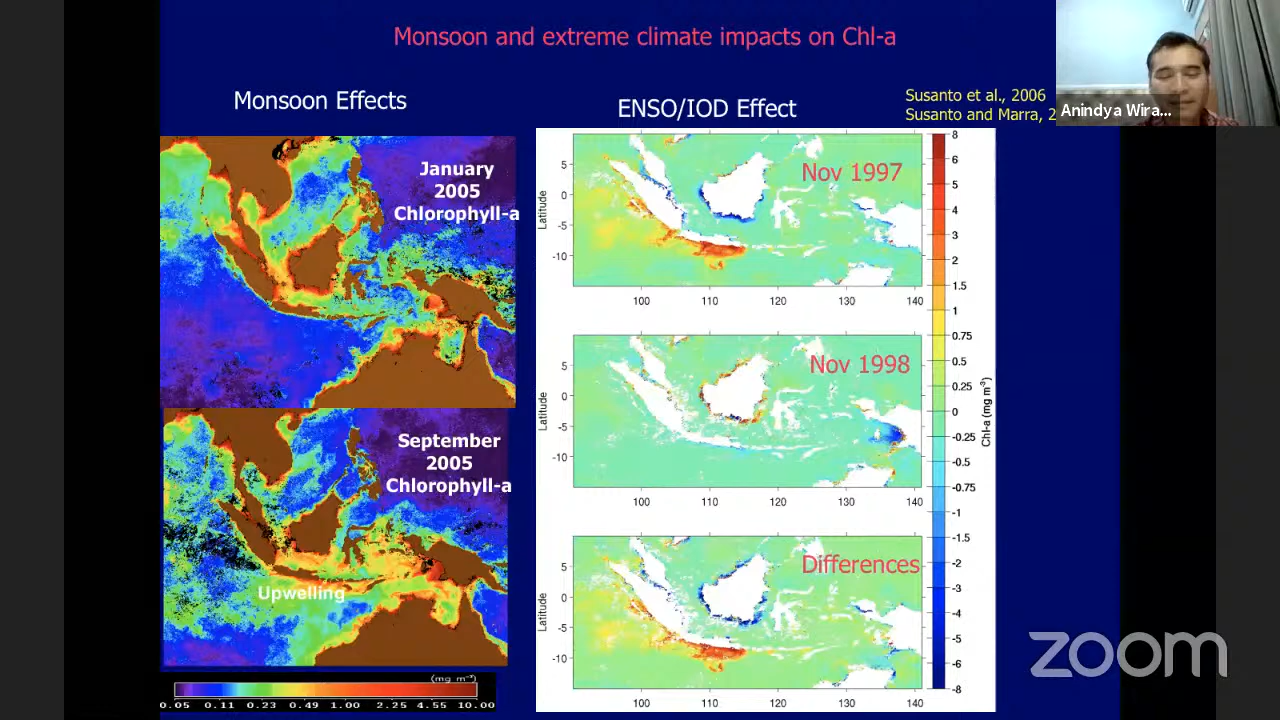 Monsoon and extreme climate impacts on Chl-a
Monsoon Effects
ENSO/IOD Effect
Susanto et al., 2006
Susanto and Marra, 2
Anindya Wira...
January
2005
Chlorophyll-a
September
2005
Chlorophyll-a
Upwelling
(mg m⁻³)
0.05 0.11 0.23 0.49 1.00 2.25 4.55 10.00
Nov 1997
Latitude
5
0
-5
-10
100 110 120 130 140
Nov 1998
Latitude
5
0
-5
-10
100 110 120 130 140
Differences
Latitude
5
0
-5
-10
100 110 120 130 140
8
6
5
4
3
2
1.5
1
0.75
0.5
0.25
0
-0.25
-0.5
-0.75
-1
-1.5
-2
-3
-4
-5
-6
-8
Chl-a (mg m⁻³)
zoom